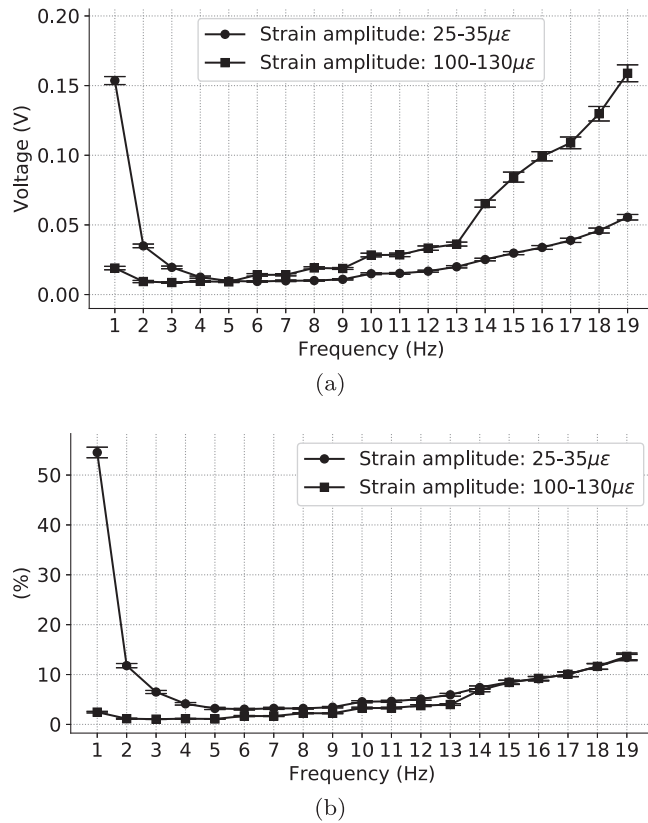 Strain amplitude: 25-35με
Strain amplitude: 100-130με
Voltage (V)
0.15
0.10
0.05
0.00
1 2 3 4 5 6 7 8 9 10 11 12 13 14 15 16 17 18 19
Frequency (Hz)
(a)
Strain amplitude: 25-35με
Strain amplitude: 100-130με
(%)
50
40
30
20
10
0
1 2 3 4 5 6 7 8 9 10 11 12 13 14 15 16 17 18 19
Frequency (Hz)
(b)